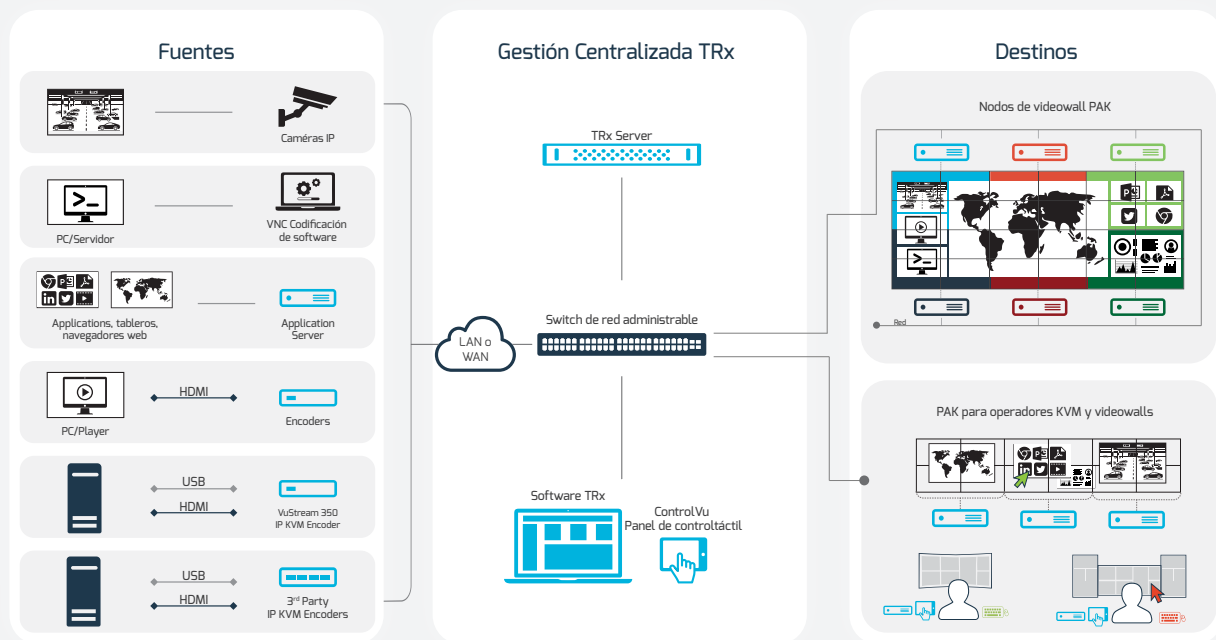 Fuentes
Caméras IP
PC/Servidor
VNC Codificación
de software
Applications, tableros,
navegadores web
Application
Server
PC/Player
HDMI
Encoders
USB
HDMI
VuStream 350
IP KVM Encoder
USB
HDMI
3rd Party
IP KVM Encoders
Gestión Centralizada TRx
TRx Server
LAN o
WAN
Switch de red administrable
Software TRx
ControlVu
Panel de controltáctil
Destinos
Nodos de videowall PAK
Red
PAK para operadores KVM y videowalls